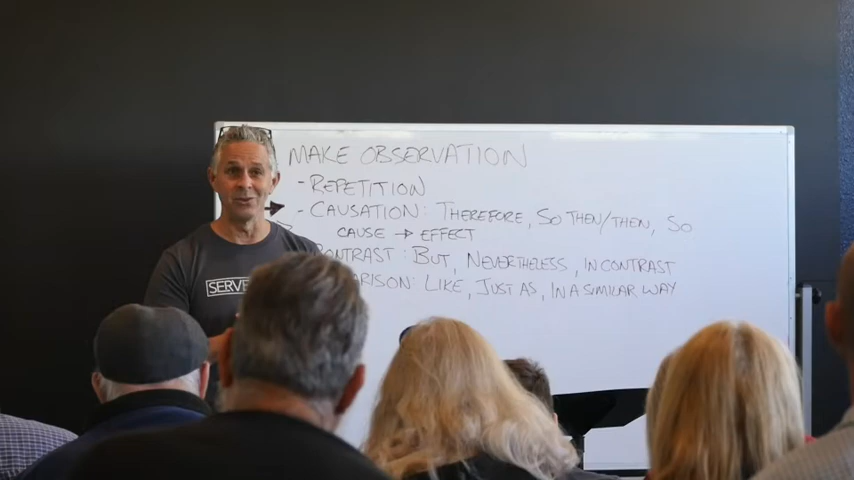 MAKE OBSERVATION
- REPETITION
- CAUSATION: THEREFORE, SO THEN/THEN, SO
CAUSE → EFFECT
CONTRAST: BUT, NEVERTHELESS, IN CONTRAST
ARISON: LIKE, JUST AS, IN A SIMILAR WAY
SERVE